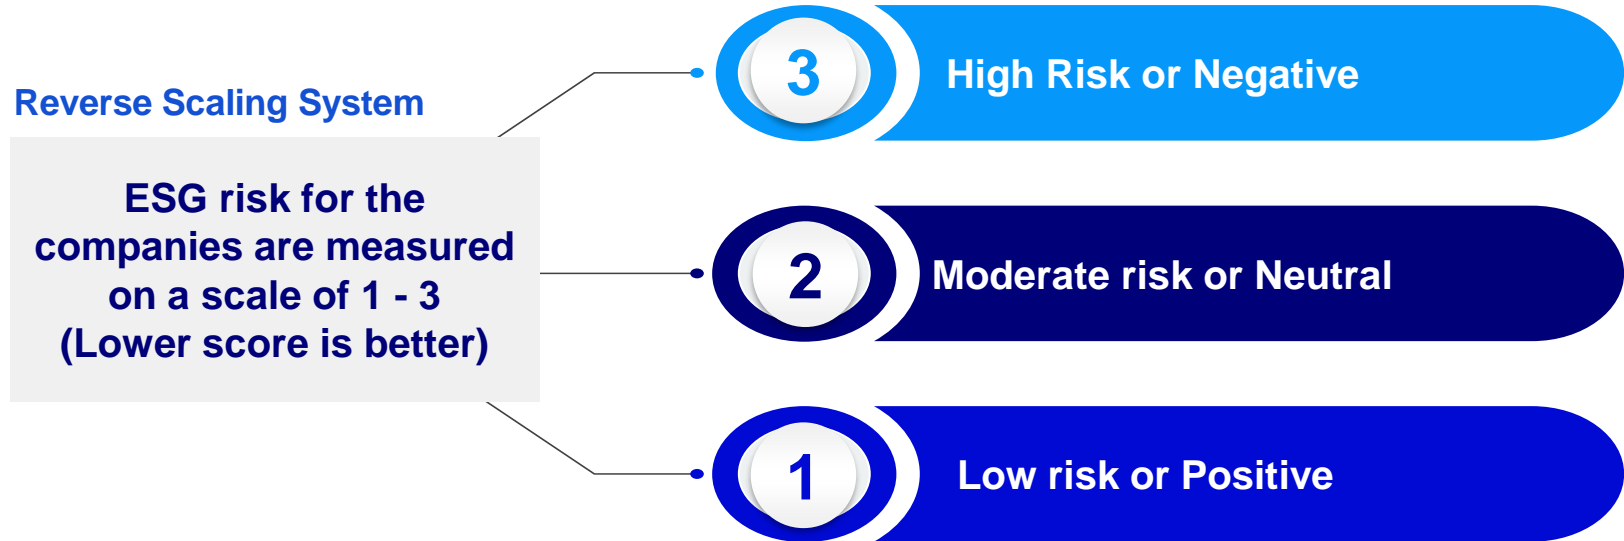 Reverse Scaling System
ESG risk for the
companies are measured
on a scale of 1 - 3
(Lower score is better)
3
High Risk or Negative
2
Moderate risk or Neutral
1
Low risk or Positive